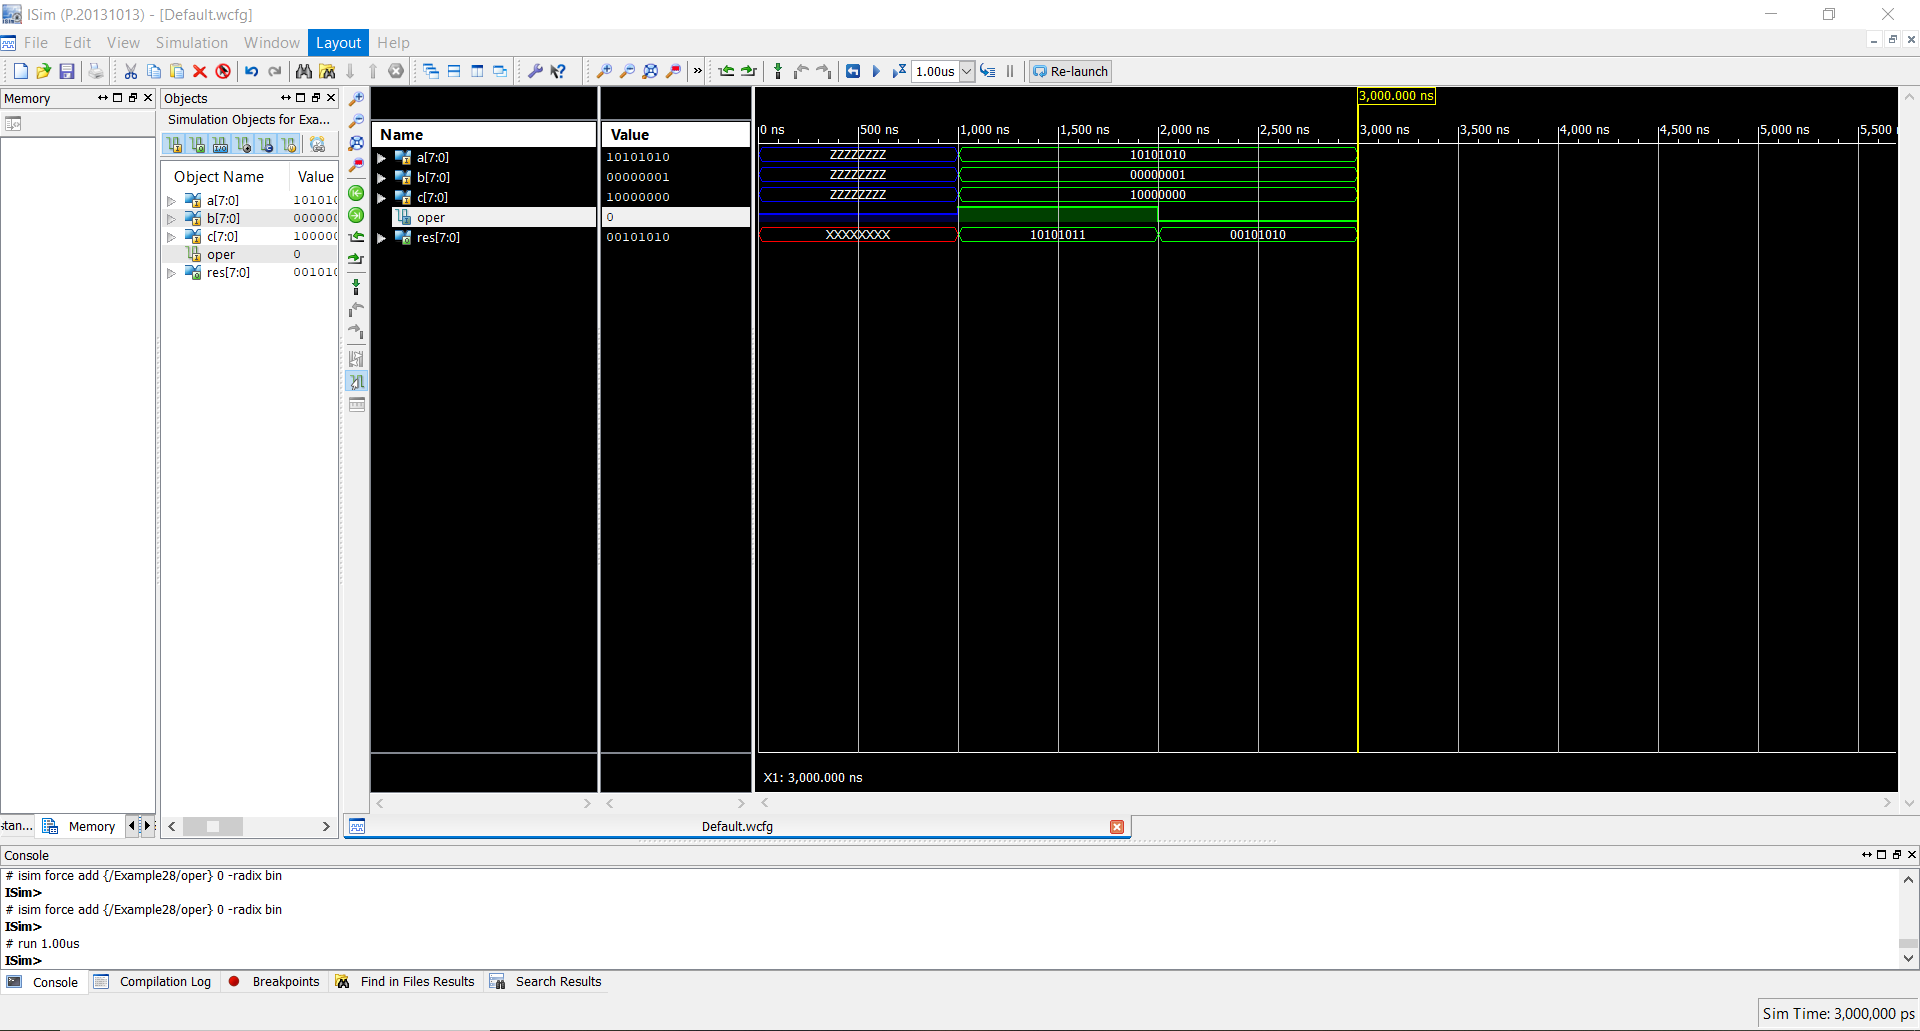 ISim (P.20131013) - [Default.wcfg]
File Edit View Simulation Window Layout Help
» 1.00us Re-launch
Memory
Objects
Simulation Objects for Exa...
Object Name Value
a[7:0] 101010
b[7:0] 000000
c[7:0] 100000
oper 0
res[7:0] 001010
Name Value
a[7:0] 10101010
b[7:0] 00000001
c[7:0] 10000000
oper 0
res[7:0] 00101010
3,000.000 ns
0 ns 500 ns 1,000 ns 1,500 ns 2,000 ns 2,500 ns 3,000 ns 3,500 ns 4,000 ns 4,500 ns 5,000 ns 5,500
ZZZZZZZZ 10101010
ZZZZZZZZ 00000001
ZZZZZZZZ 10000000
XXXXXXXX 10101011 00101010
X1: 3,000.000 ns
stan... Memory
Default.wcfg
Console
# isim force add {/Example28/oper} 0 -radix bin
ISim>
# isim force add {/Example28/oper} 0 -radix bin
ISim>
# run 1.00us
ISim>
Console Compilation Log Breakpoints Find in Files Results Search Results
Sim Time: 3,000,000 ps